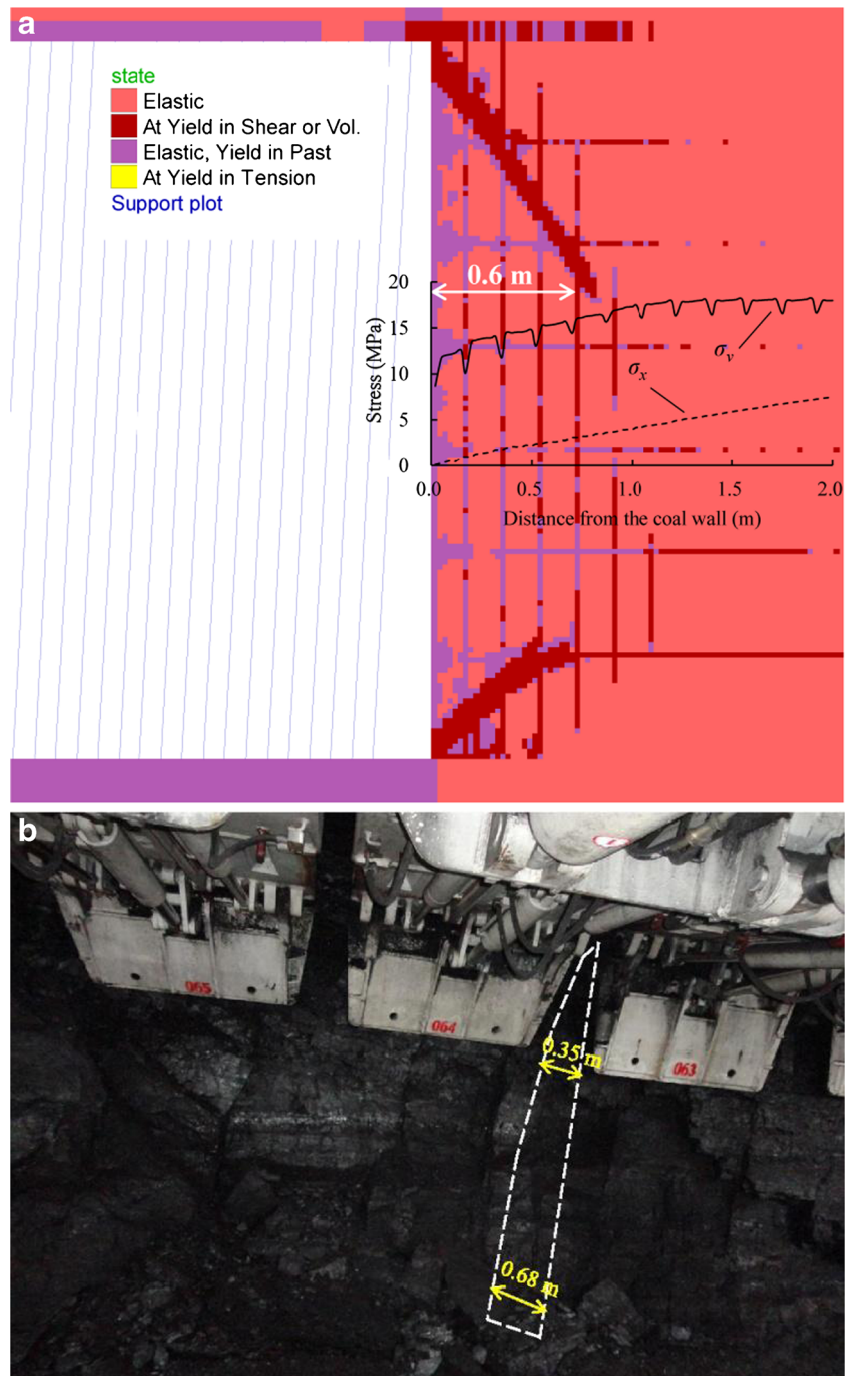 a
state
Elastic
At Yield in Shear or Vol.
Elastic, Yield in Past
At Yield in Tension
Support plot
0.6 m
20
15
10
5
0
Stress (MPa)
σv
σx
0.0 0.5 1.0 1.5 2.0
Distance from the coal wall (m)
b
065
064
063
0.35 m
0.68 m